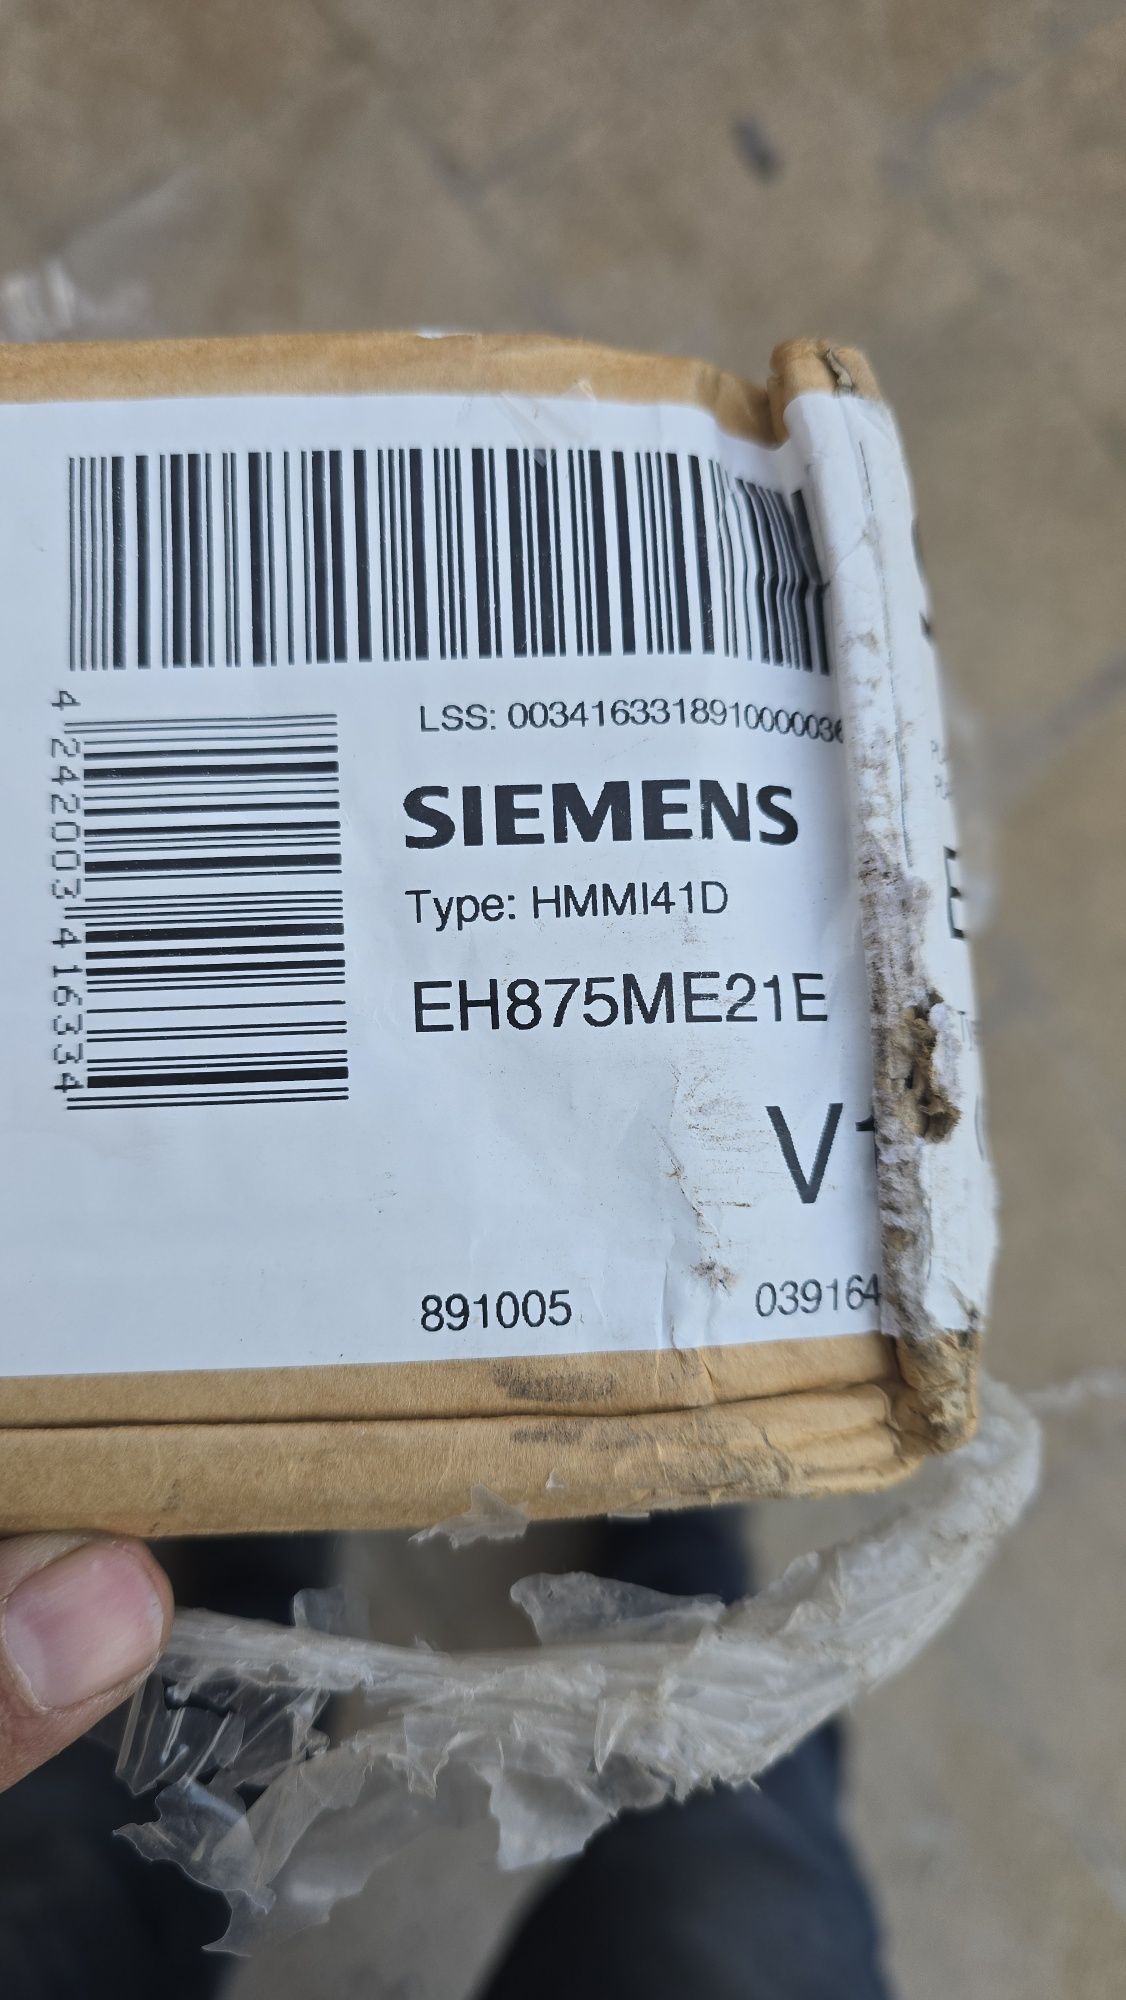 LSS: 003416331891000003
4 242003 416334
SIEMENS
Type: HMMI41D
EH875ME21E
V1
891005
039164